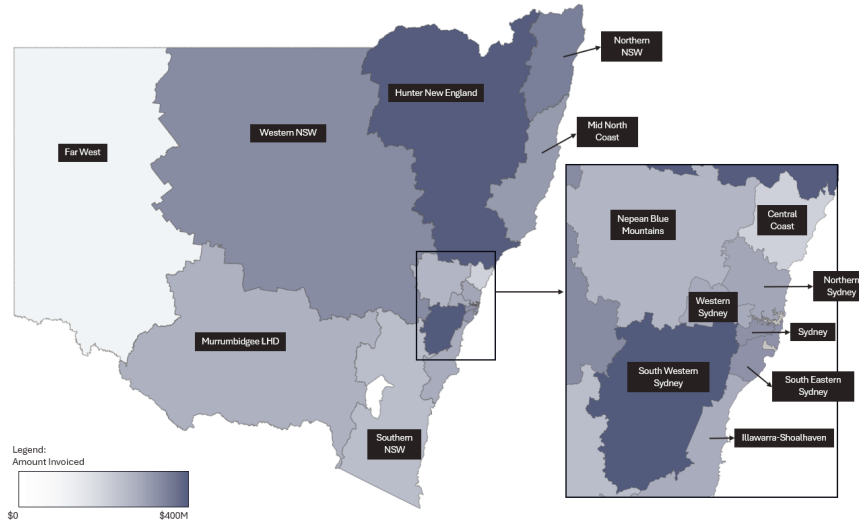 Northern
NSW
Hunter New England
Mid North
Coast
Western NSW
Far West
Nepean Blue
Mountains
Central
Coast
Northern
Sydney
Western
Sydney
Sydney
Murrumbidgee LHD
South Western
Sydney
South Eastern
Sydney
Illawarra-Shoalhaven
Southern
NSW
Legend:
Amount Invoiced
$0
$400M